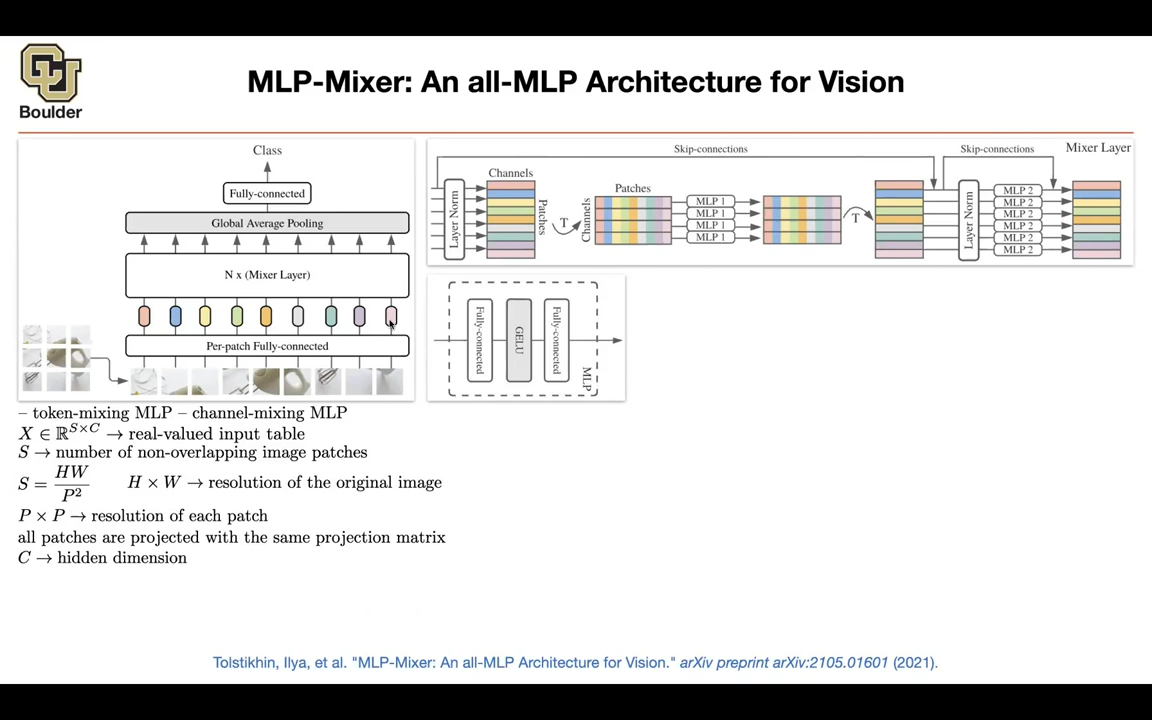 Boulder
MLP-Mixer: An all-MLP Architecture for Vision
Class
Fully-connected
Global Average Pooling
N x (Mixer Layer)
Per-patch Fully-connected
Skip-connections
Skip-connections
Mixer Layer
Layer Norm
Channels
Patches
T
Channels
Patches
MLP 1
MLP 1
MLP 1
MLP 1
T
Layer Norm
MLP 2
MLP 2
MLP 2
MLP 2
MLP 2
MLP 2
Fully-connected
GELU
Fully-connected
MLP
– token-mixing MLP – channel-mixing MLP
X ∈ ℝ^{S×C} → real-valued input table
S → number of non-overlapping image patches
S = HW/P² H × W → resolution of the original image
P × P → resolution of each patch
all patches are projected with the same projection matrix
C → hidden dimension
Tolstikhin, Ilya, et al. "MLP-Mixer: An all-MLP Architecture for Vision." arXiv preprint arXiv:2105.01601 (2021).